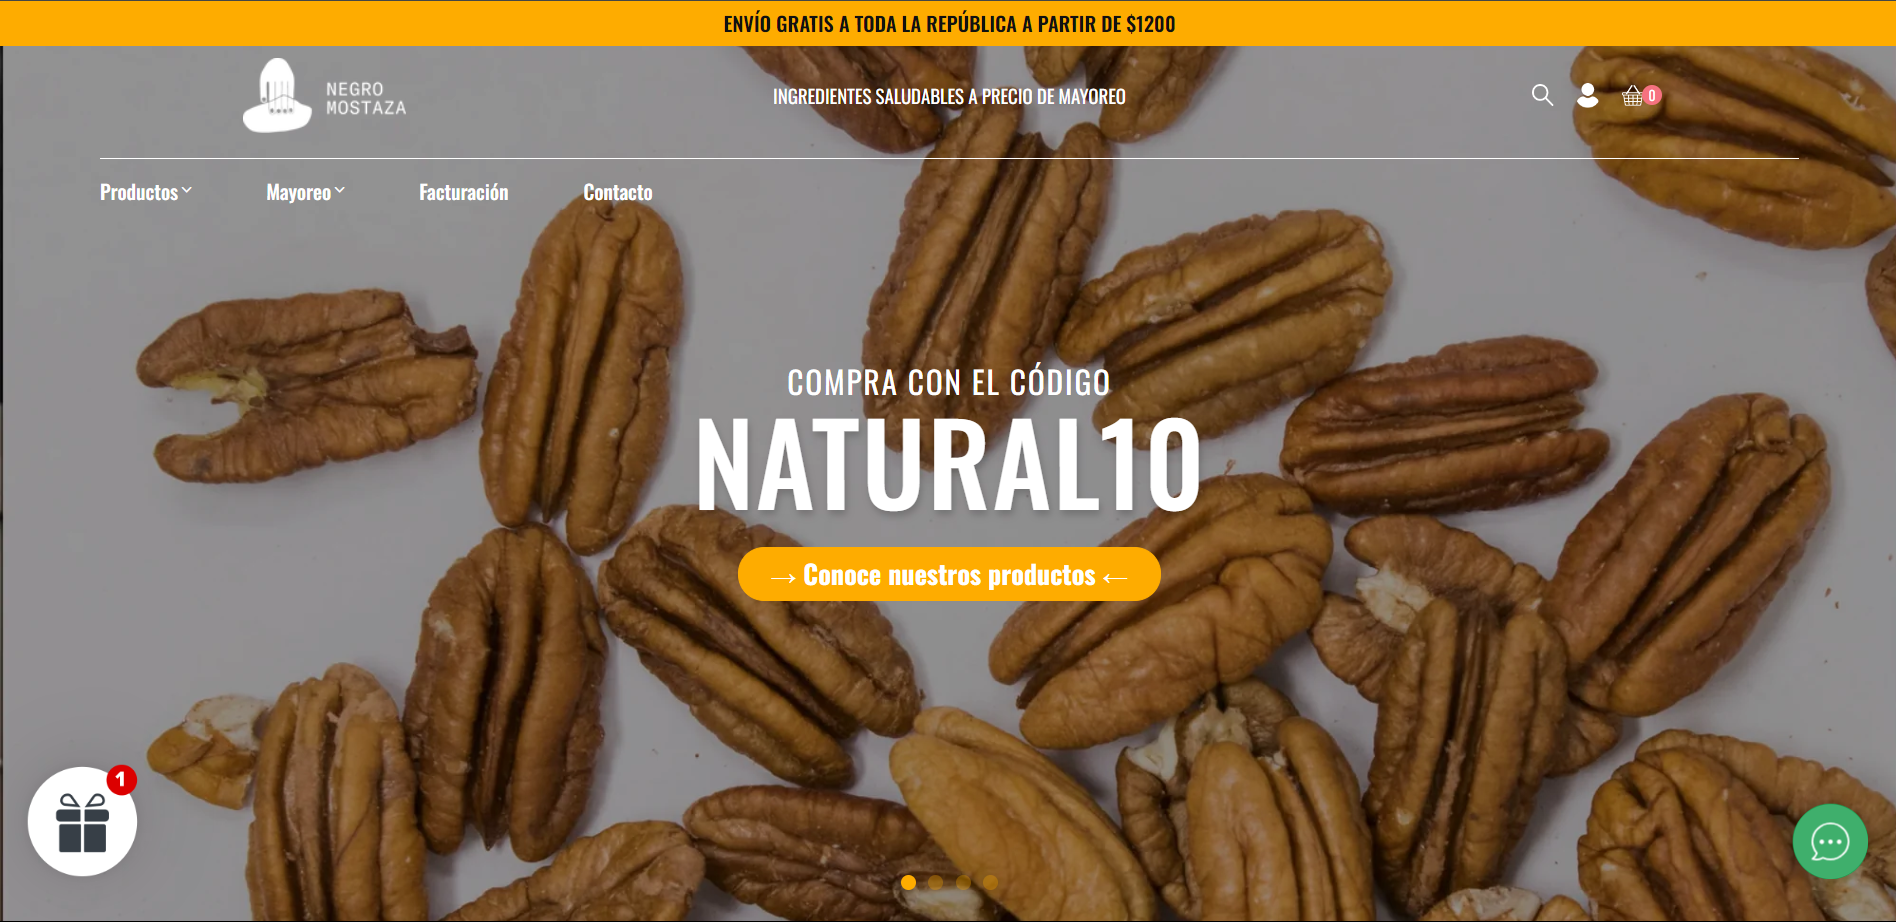 ENVÍO GRATIS A TODA LA REPÚBLICA A PARTIR DE $1200
NEGRO
MOSTAZA
INGREDIENTES SALUDABLES A PRECIO DE MAYOREO
0
Productos
Mayoreo
Facturación
Contacto
COMPRA CON EL CÓDIGO
NATURAL10
→ Conoce nuestros productos ←
1